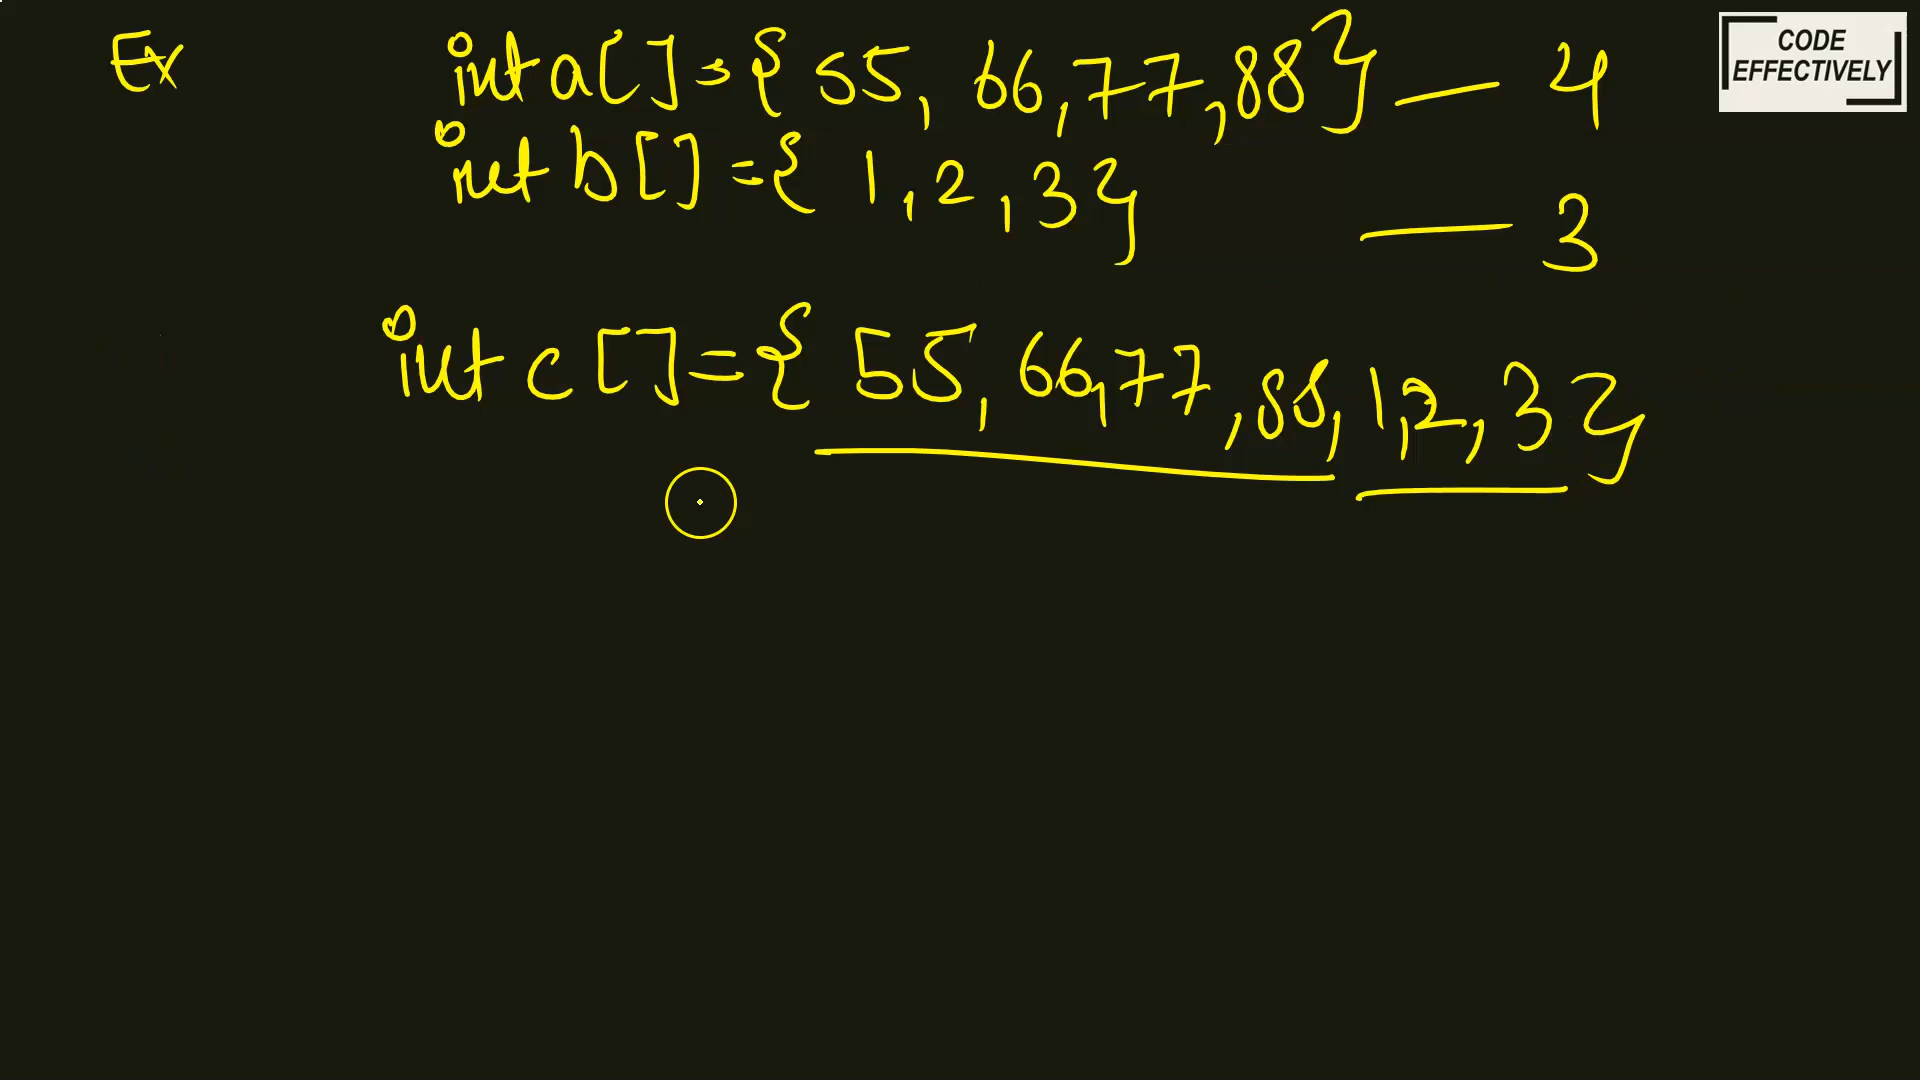 Ex int a[] = { 55, 66, 77, 88} — 4
CODE
EFFECTIVELY
int b[] = { 1, 2, 3} — 3
int c[] = { 55, 66, 77, 88, 1, 2, 3}